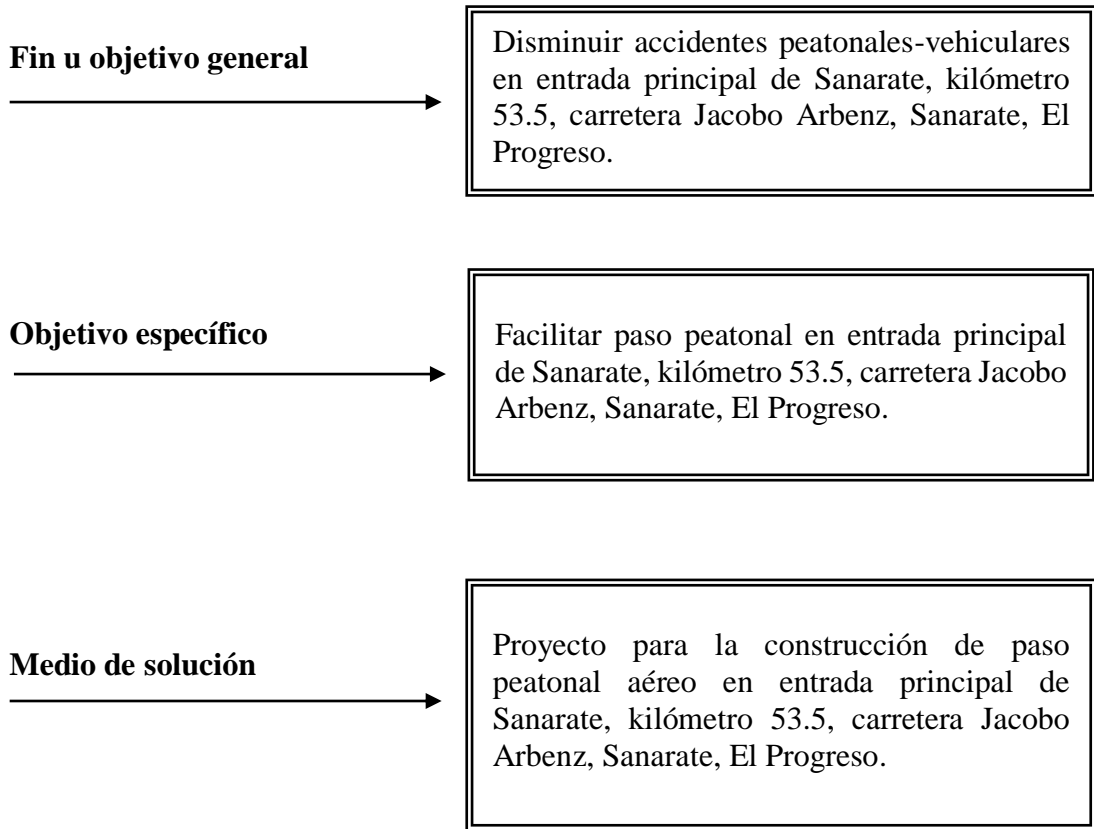 Fin u objetivo general
Disminuir accidentes peatonales-vehiculares
en entrada principal de Sanarate, kilómetro
53.5, carretera Jacobo Arbenz, Sanarate, El
Progreso.
Objetivo específico
Facilitar paso peatonal en entrada principal
de Sanarate, kilómetro 53.5, carretera Jacobo
Arbenz, Sanarate, El Progreso.
Medio de solución
Proyecto para la construcción de paso
peatonal aéreo en entrada principal de
Sanarate, kilómetro 53.5, carretera Jacobo
Arbenz, Sanarate, El Progreso.